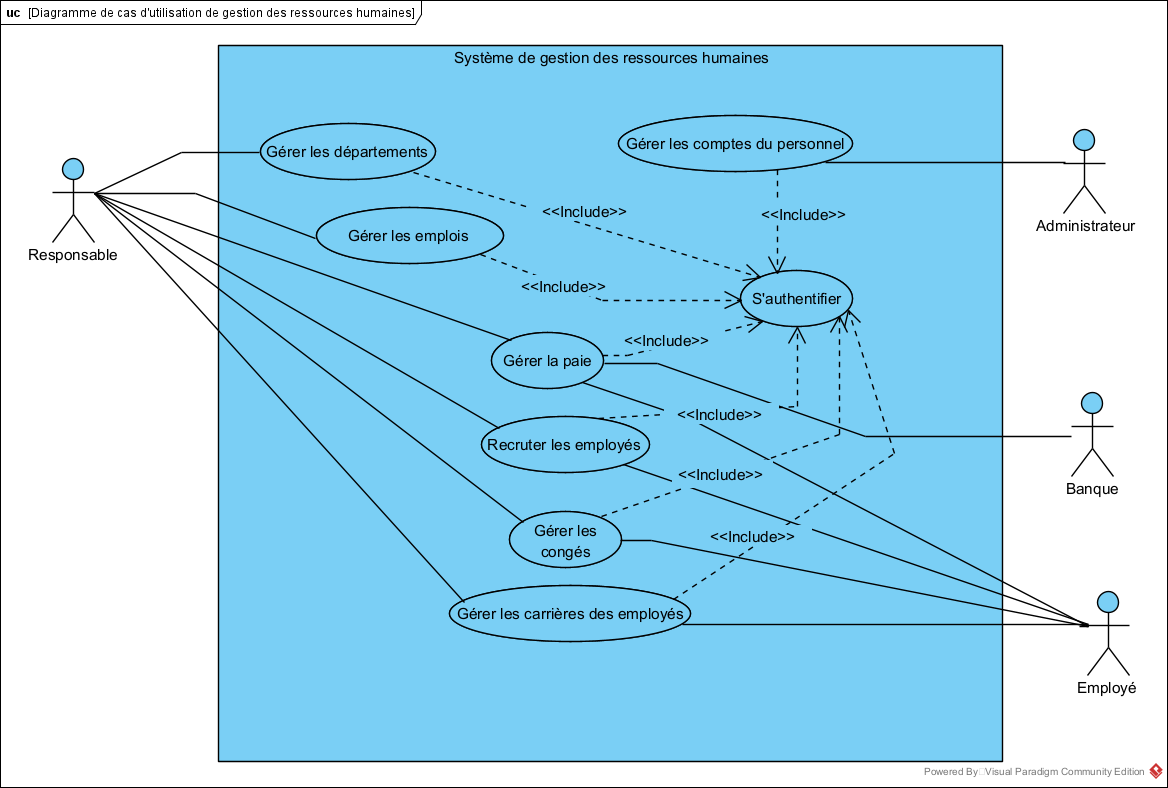 uc [Diagramme de cas d'utilisation de gestion des ressources humaines]
Système de gestion des ressources humaines
Gérer les départements
Gérer les comptes du personnel
Administrateur
<<Include>>
<<Include>>
Gérer les emplois
Responsable
<<Include>>
S'authentifier
<<Include>>
Gérer la paie
<<Include>>
Recruter les employés
<<Include>>
Banque
Gérer les
congés
<<Include>>
Gérer les carrières des employés
Employé
Powered By Visual Paradigm Community Edition